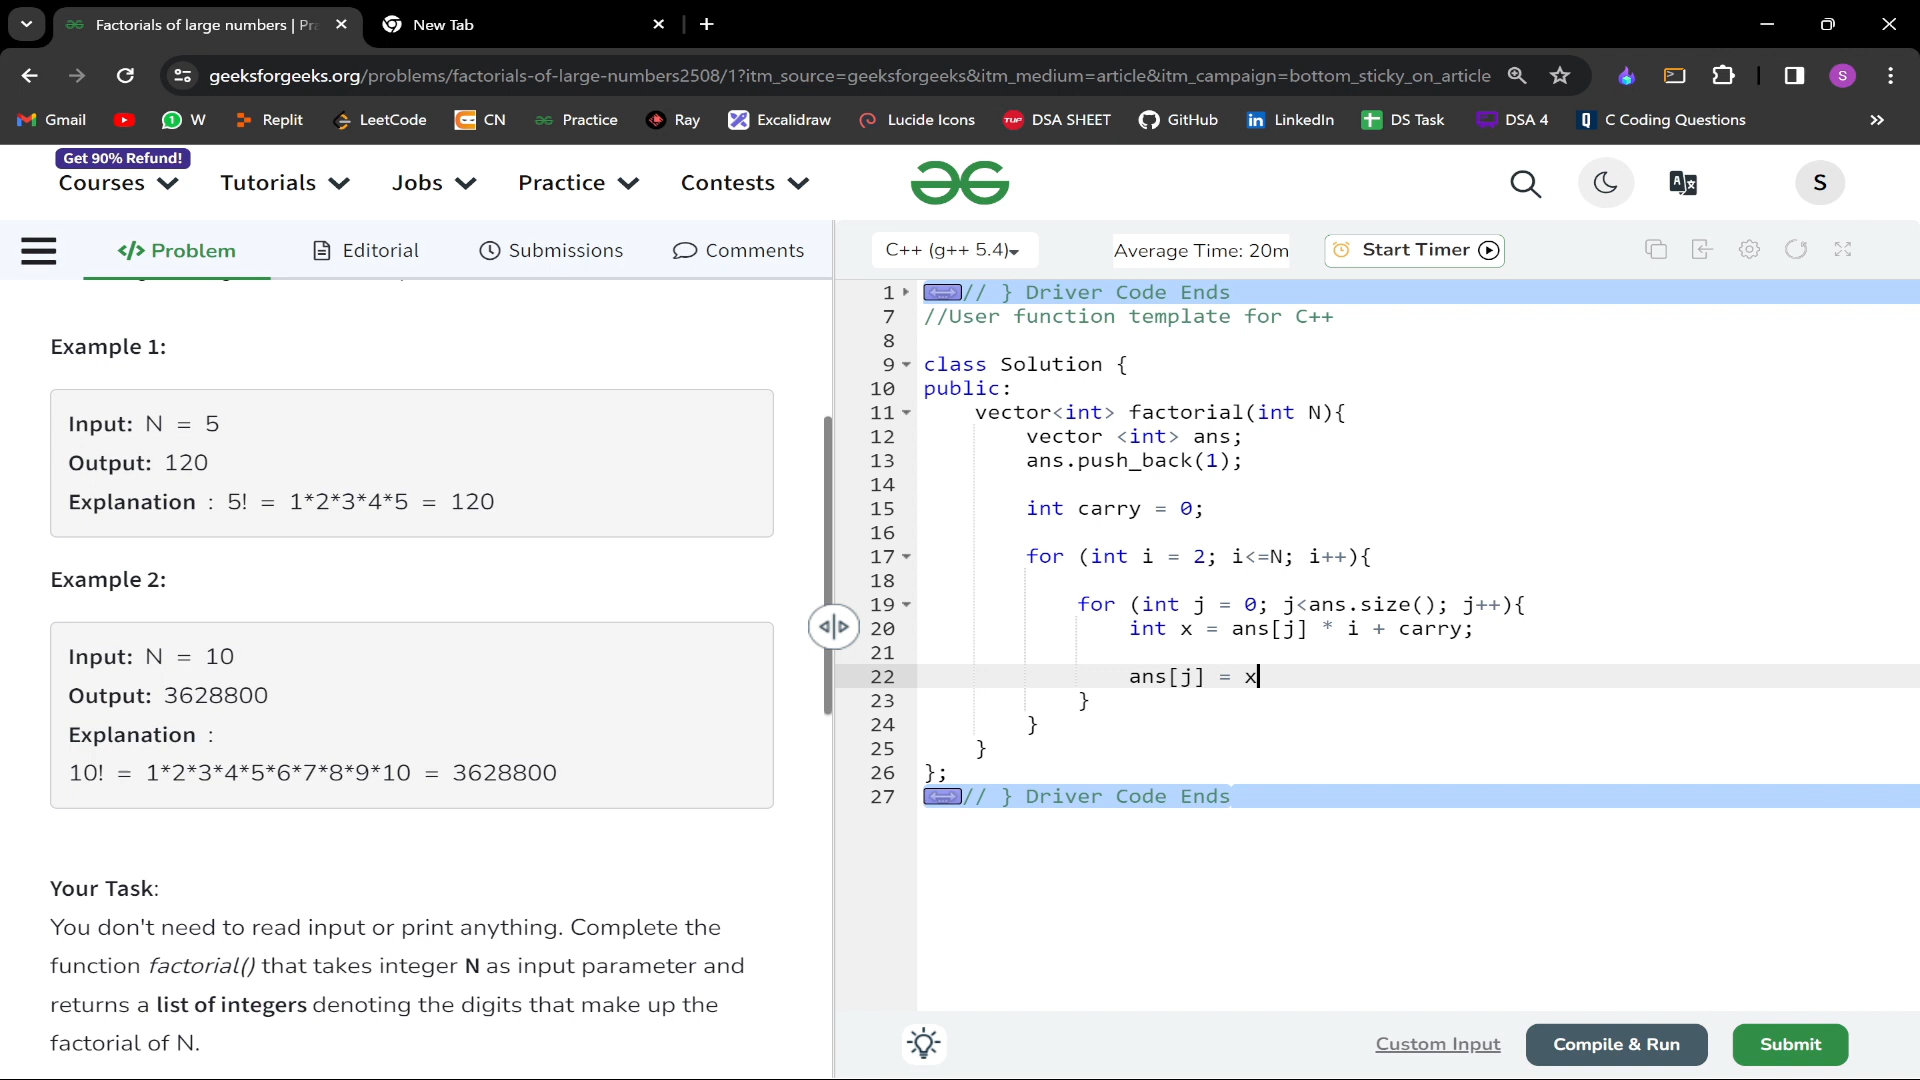 Factorials of large numbers | Pra
New Tab
geeksforgeeks.org/problems/factorials-of-large-numbers2508/1?itm_source=geeksforgeeks&itm_medium=article&itm_campaign=bottom_sticky_on_article
S
Gmail
1 W
Replit
LeetCode
CN
Practice
Ray
Excalidraw
Lucide Icons
TUF DSA SHEET
GitHub
in LinkedIn
DS Task
DSA 4
C Coding Questions
Get 90% Refund!
Courses
Tutorials
Jobs
Practice
Contests
S
</> Problem
Editorial
Submissions
Comments
C++ (g++ 5.4)
Average Time: 20m
Start Timer
Example 1:
Input: N = 5
Output: 120
Explanation : 5! = 1*2*3*4*5 = 120
Example 2:
Input: N = 10
Output: 3628800
Explanation :
10! = 1*2*3*4*5*6*7*8*9*10 = 3628800
Your Task:
You don't need to read input or print anything. Complete the
function factorial() that takes integer N as input parameter and
returns a list of integers denoting the digits that make up the
factorial of N.
1 // } Driver Code Ends
7 //User function template for C++
8
9 class Solution {
10 public:
11 vector<int> factorial(int N){
12 vector <int> ans;
13 ans.push_back(1);
14
15 int carry = 0;
16
17 for (int i = 2; i<=N; i++){
18
19 for (int j = 0; j<ans.size(); j++){
20 int x = ans[j] * i + carry;
21
22 ans[j] = x
23 }
24 }
25 }
26 };
27 // } Driver Code Ends
Custom Input
Compile & Run
Submit